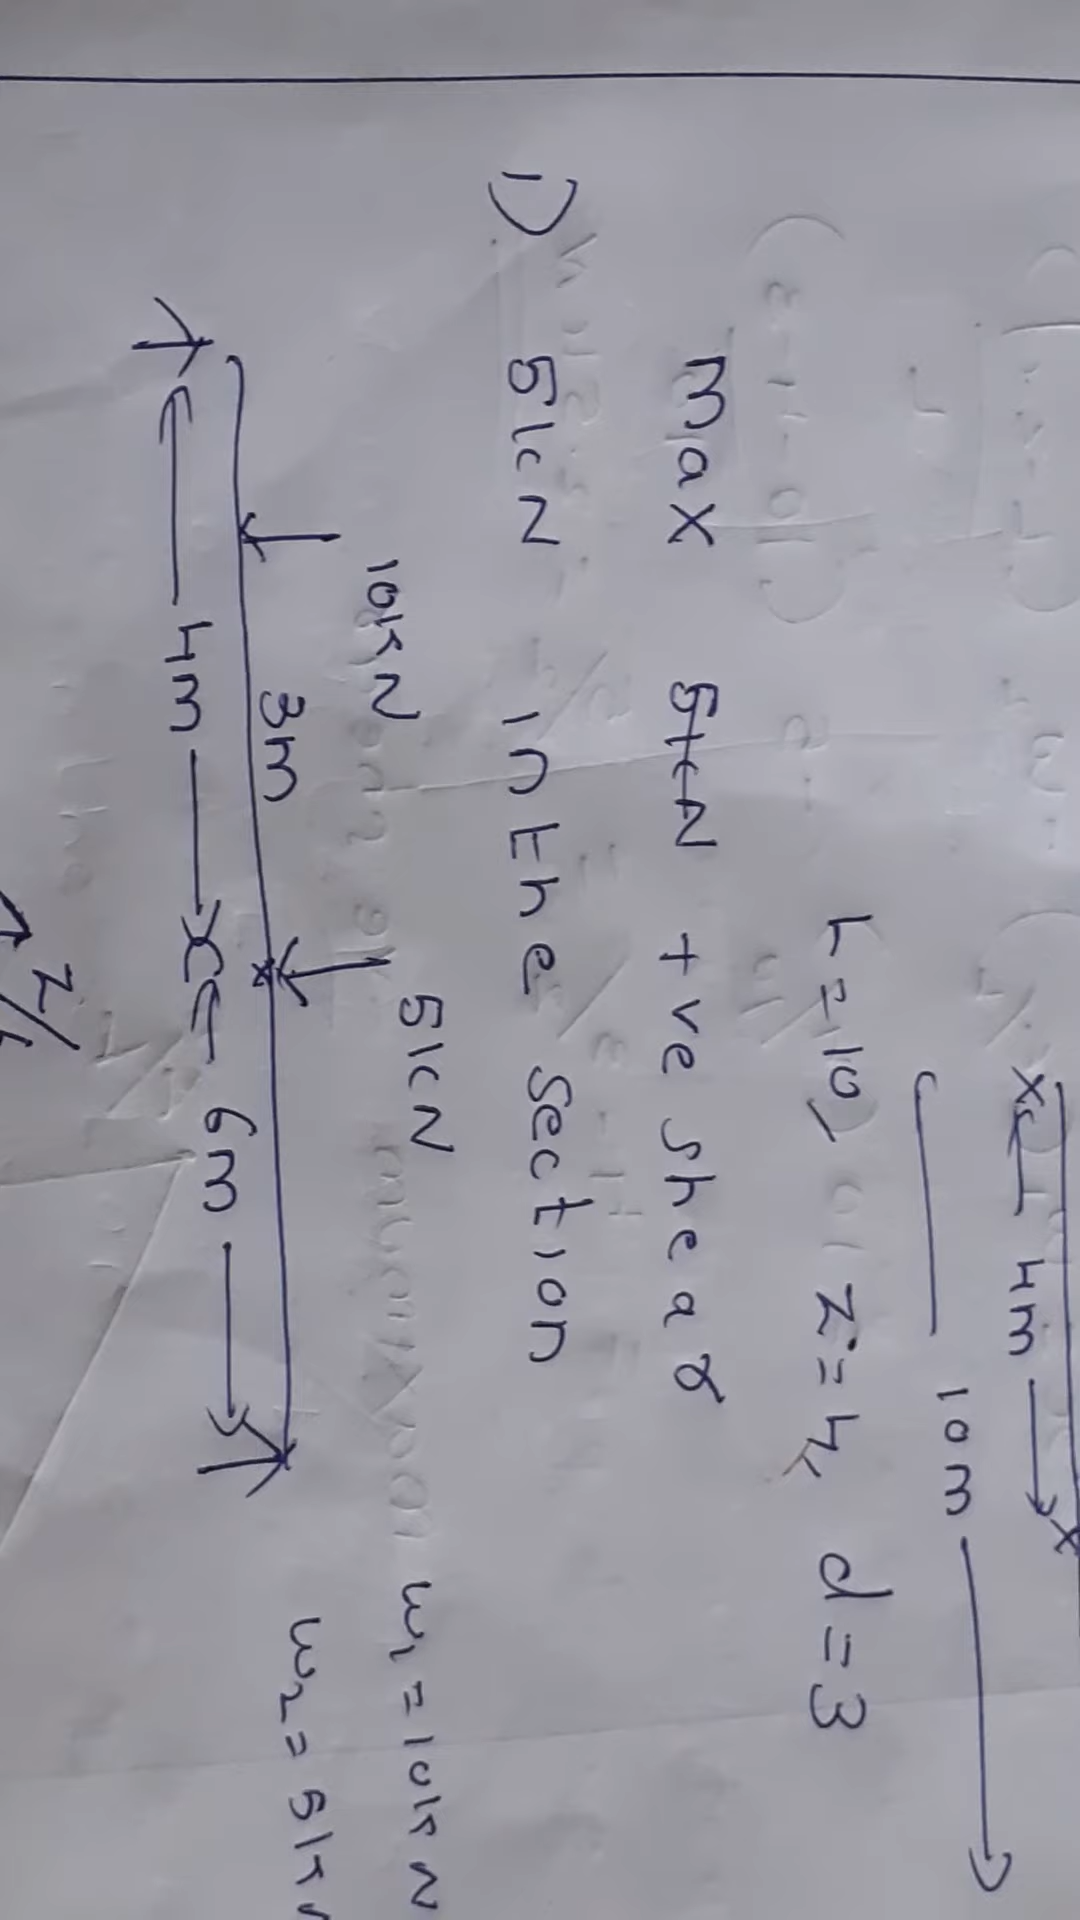 4m
10m
L=10, Z=4, d=3
Max 5kN +ve shear
1) 5kN in the section
10kN 5kN W1 = 10kN
3m W2 = 5k
4m 6m
Z/L